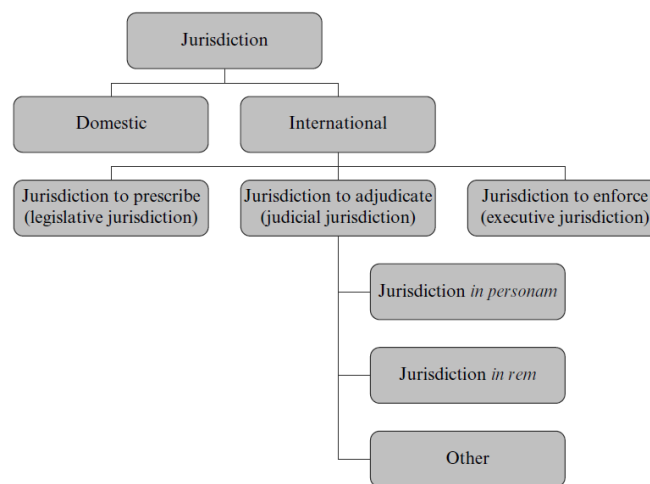 Jurisdiction
Domestic
International
Jurisdiction to prescribe
(legislative jurisdiction)
Jurisdiction to adjudicate
(judicial jurisdiction)
Jurisdiction to enforce
(executive jurisdiction)
Jurisdiction in personam
Jurisdiction in rem
Other